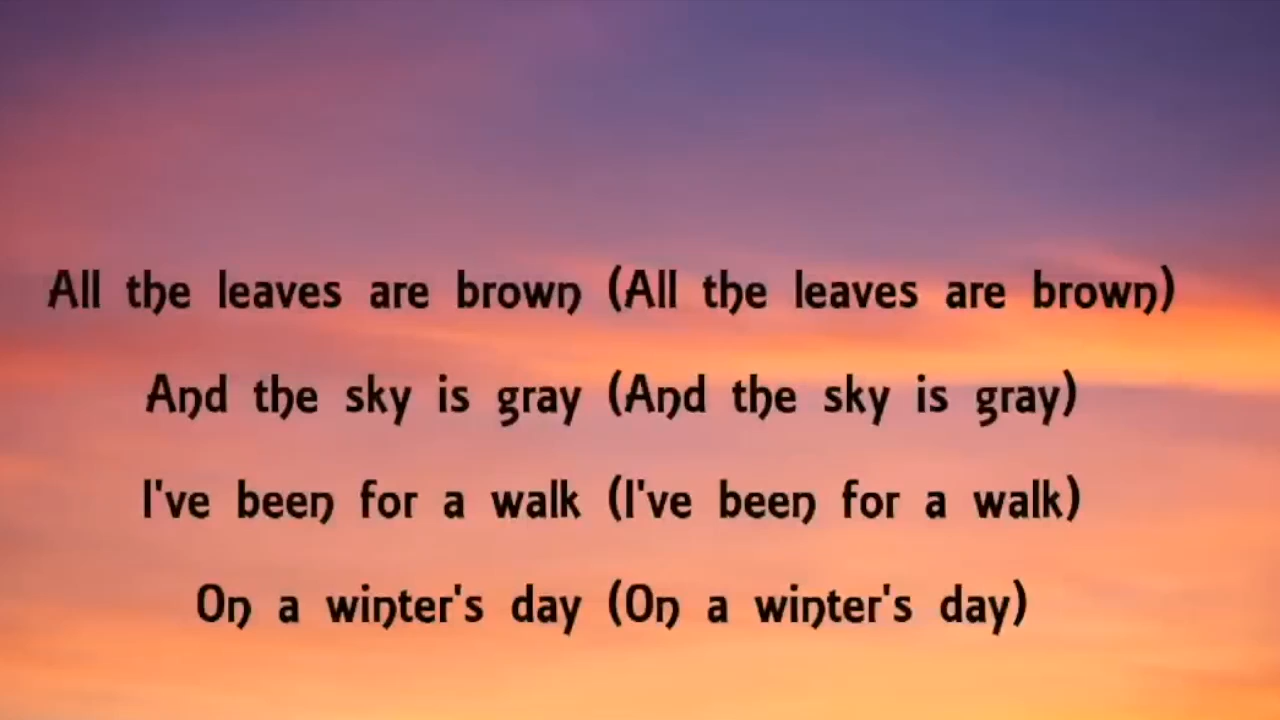 All the leaves are brown (All the leaves are brown)
And the sky is gray (And the sky is gray)
I've been for a walk (I've been for a walk)
On a winter's day (On a winter's day)